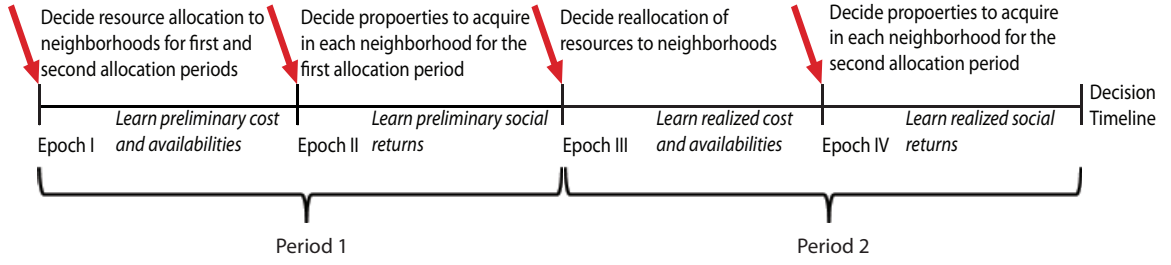 Decide resource allocation to
neighborhoods for first and
second allocation periods
Decide propoerties to acquire
in each neighborhood for the
first allocation period
Decide reallocation of
resources to neighborhoods
Decide propoerties to acquire
in each neighborhood for the
second allocation period
Decision
Timeline
Epoch I
Learn preliminary cost
and availabilities
Epoch II
Learn preliminary social
returns
Epoch III
Learn realized cost
and availabilities
Epoch IV
Learn realized social
returns
Period 1
Period 2